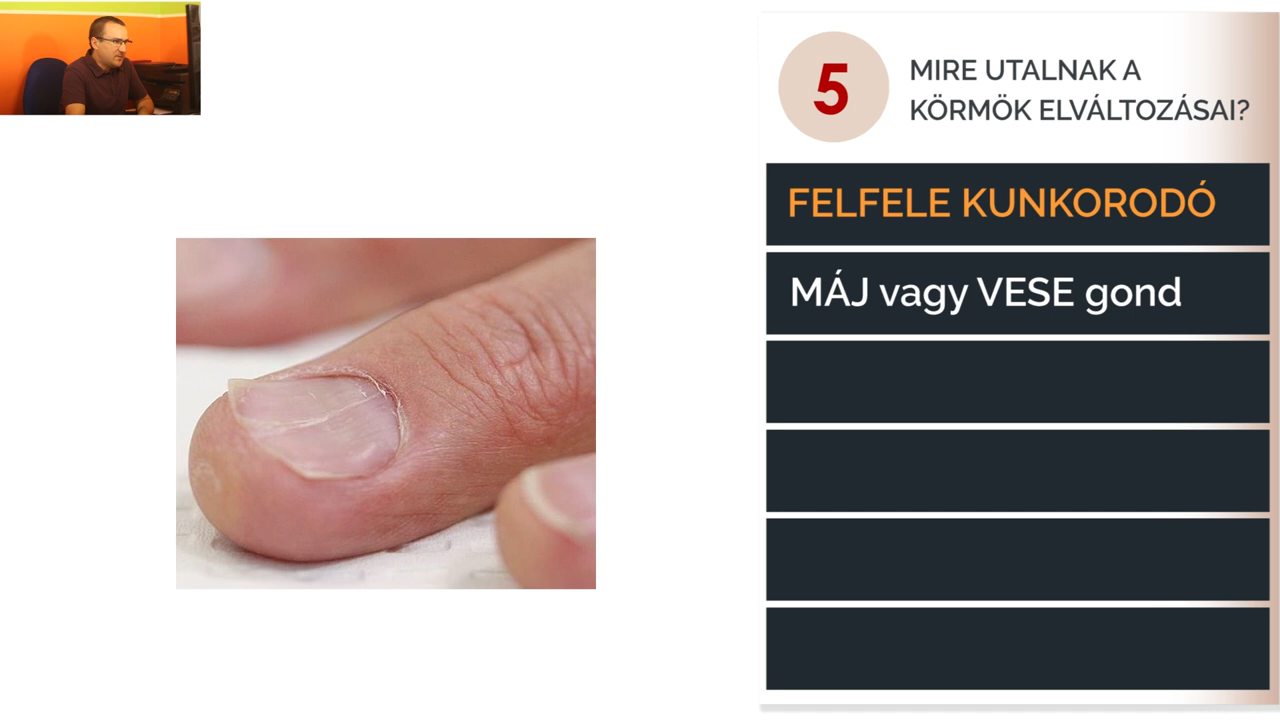 5
MIRE UTALNAK A
KÖRMÖK ELVÁLTOZÁSAI?
FELFELE KUNKORODÓ
MÁJ vagy VESE gond